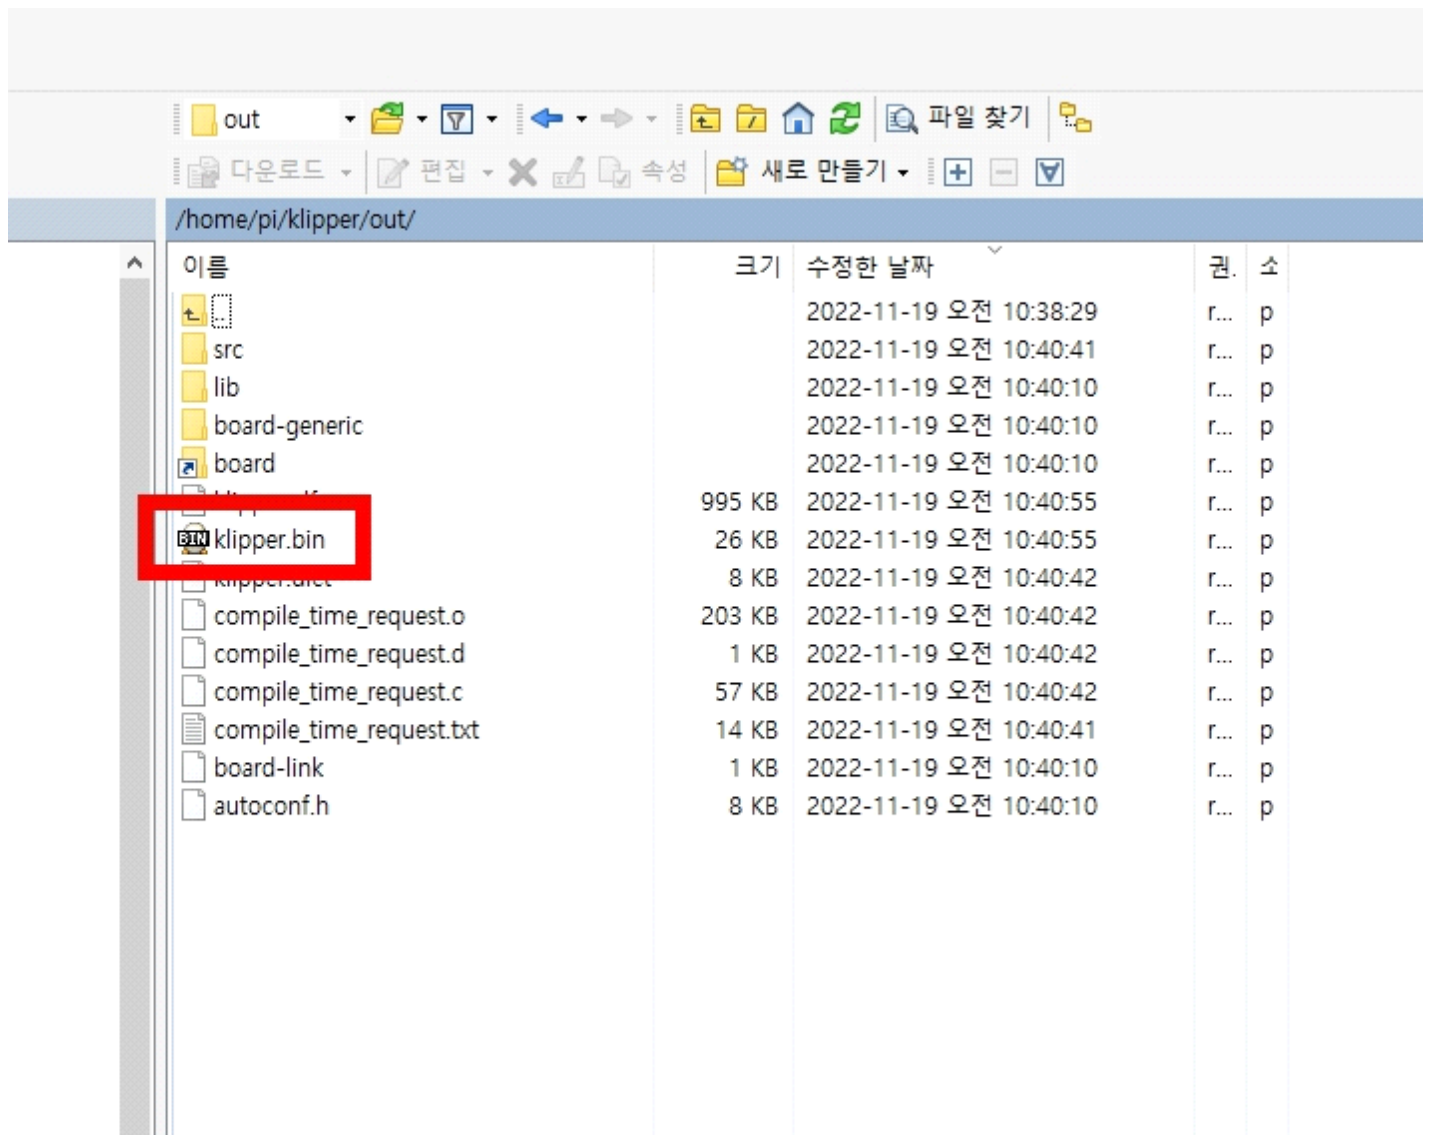 out 파일 찾기
다운로드 편집 속성 새로 만들기
/home/pi/klipper/out/
이름 크기 수정한 날짜 권. 소
.. 2022-11-19 오전 10:38:29 r... p
src 2022-11-19 오전 10:40:41 r... p
lib 2022-11-19 오전 10:40:10 r... p
board-generic 2022-11-19 오전 10:40:10 r... p
board 2022-11-19 오전 10:40:10 r... p
995 KB 2022-11-19 오전 10:40:55 r... p
BIN klipper.bin 26 KB 2022-11-19 오전 10:40:55 r... p
klipper.dict 8 KB 2022-11-19 오전 10:40:42 r... p
compile_time_request.o 203 KB 2022-11-19 오전 10:40:42 r... p
compile_time_request.d 1 KB 2022-11-19 오전 10:40:42 r... p
compile_time_request.c 57 KB 2022-11-19 오전 10:40:42 r... p
compile_time_request.txt 14 KB 2022-11-19 오전 10:40:41 r... p
board-link 1 KB 2022-11-19 오전 10:40:10 r... p
autoconf.h 8 KB 2022-11-19 오전 10:40:10 r... p